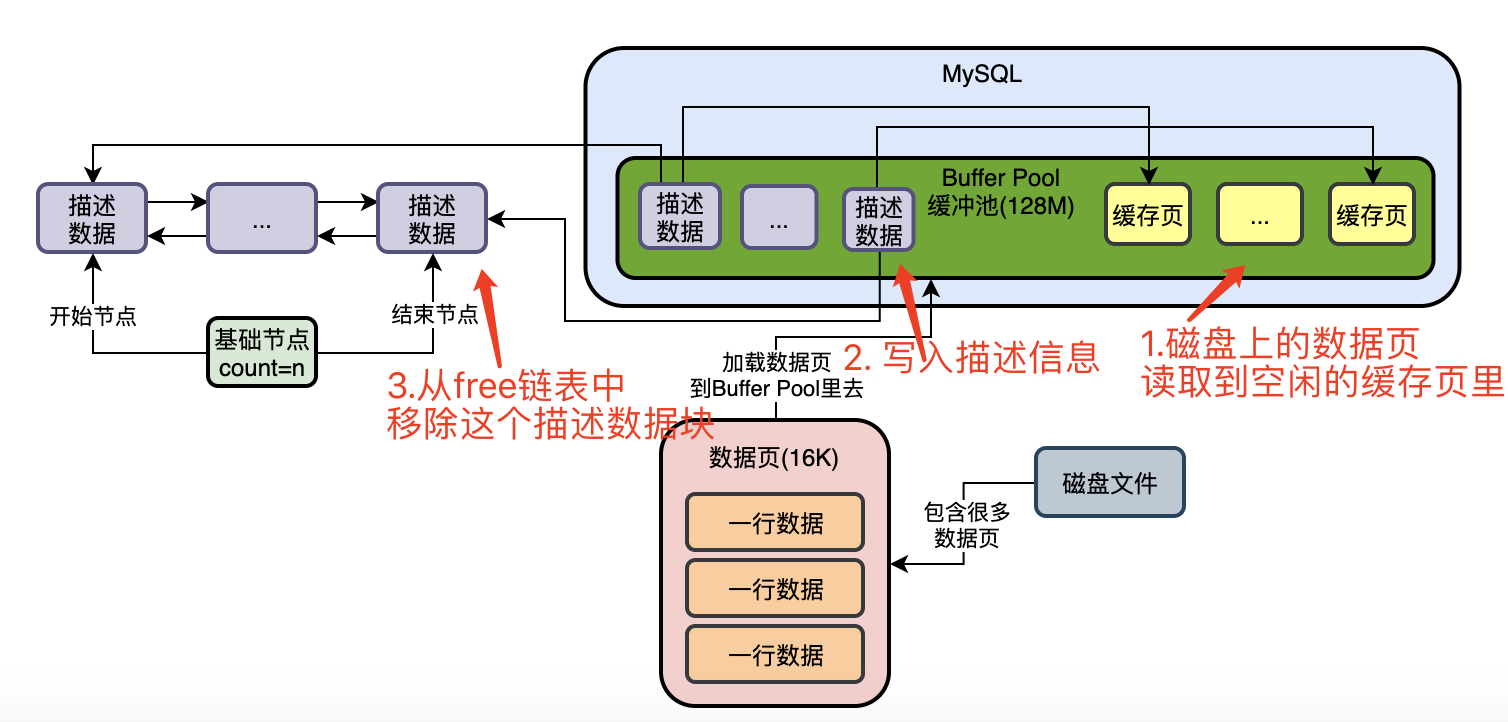 MySQL
Buffer Pool
缓冲池(128M)
描述
数据
...
描述
数据
缓存页
...
缓存页
描述
数据
...
描述
数据
开始节点
结束节点
基础节点
count=n
3.从free链表中
移除这个描述数据块
加载数据页
到Buffer Pool里去
2. 写入描述信息
1.磁盘上的数据页
读取到空闲的缓存页里
数据页(16K)
一行数据
一行数据
一行数据
包含很多
数据页
磁盘文件